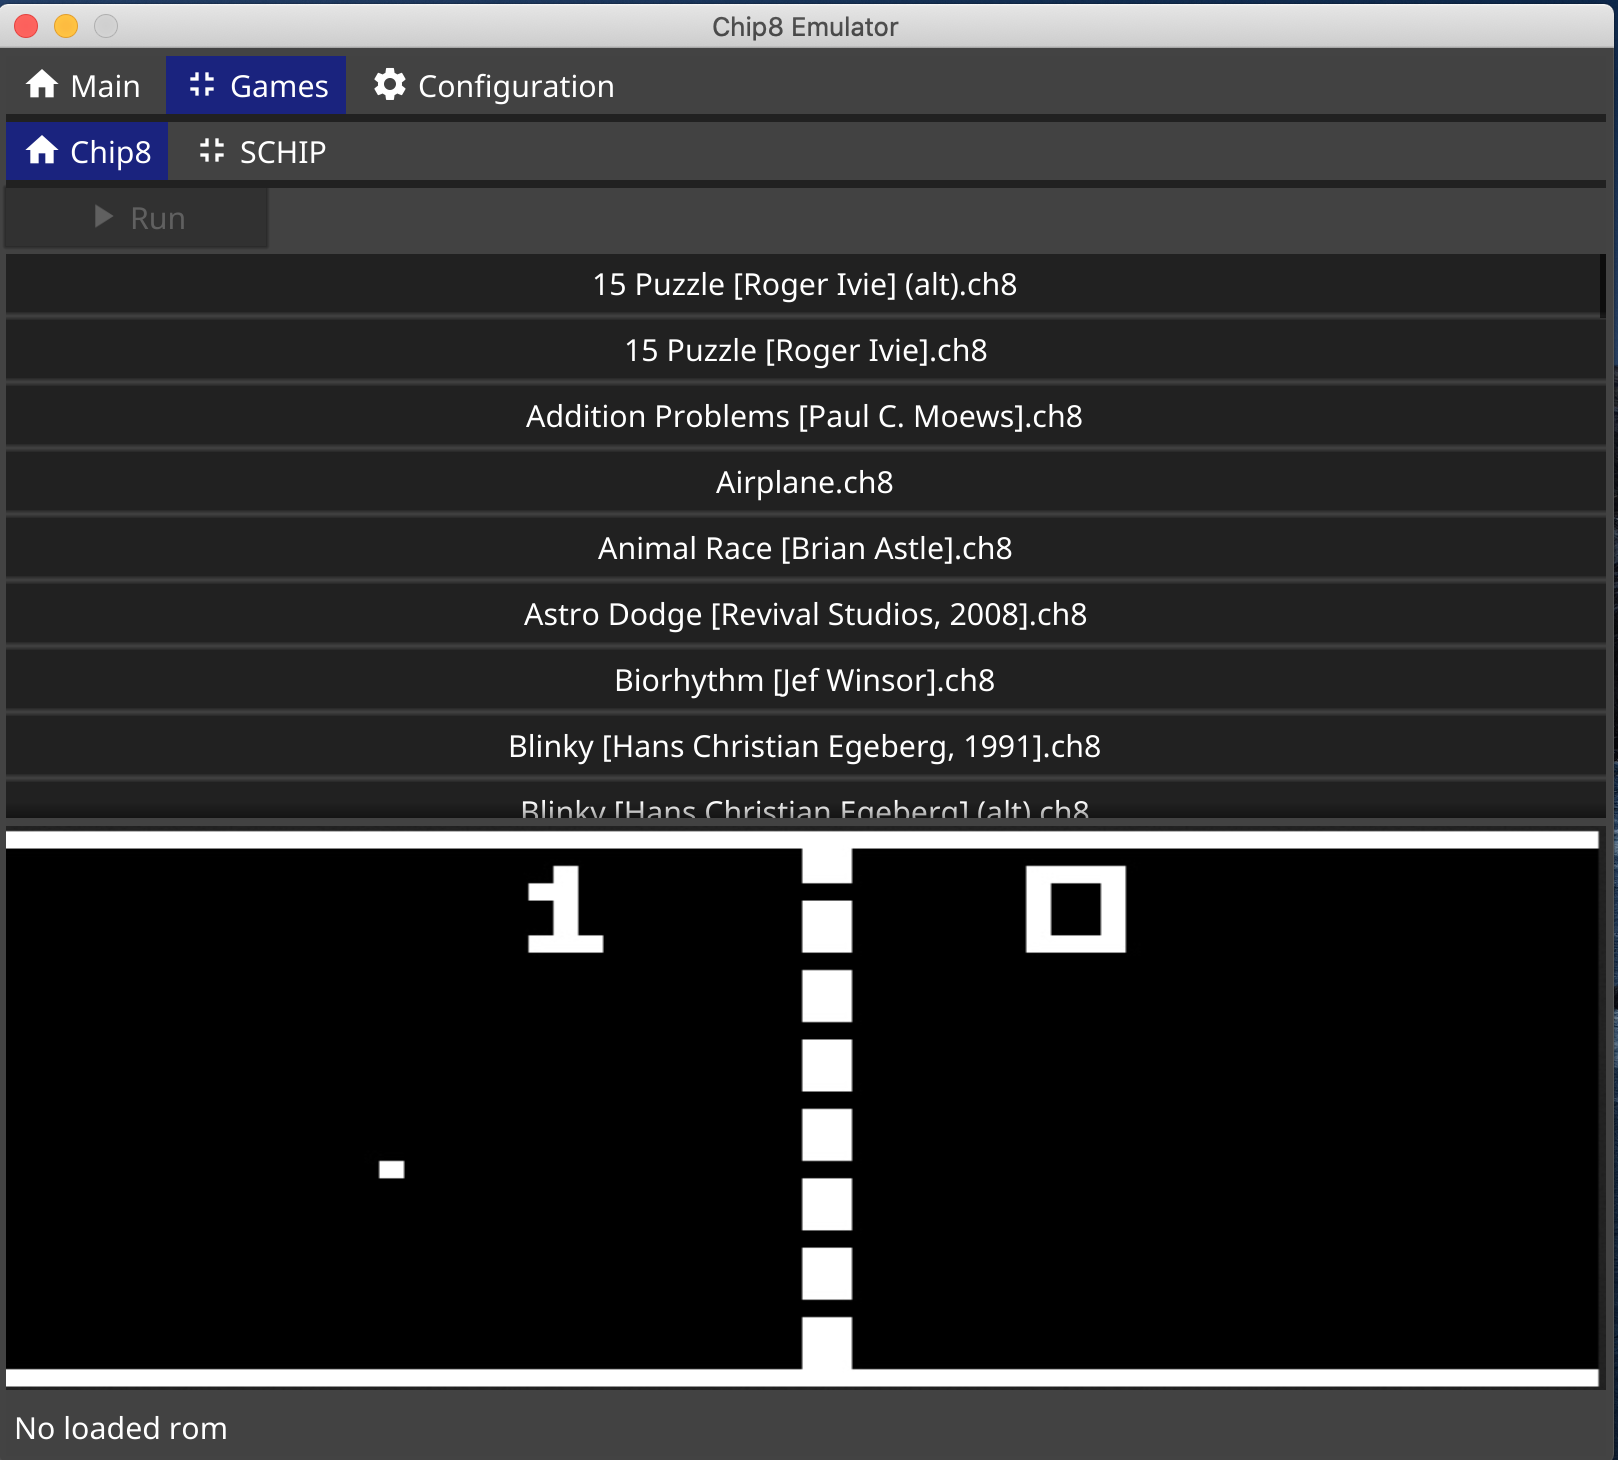 Chip8 Emulator
Main Games Configuration
Chip8 SCHIP
Run
15 Puzzle [Roger Ivie] (alt).ch8
15 Puzzle [Roger Ivie].ch8
Addition Problems [Paul C. Moews].ch8
Airplane.ch8
Animal Race [Brian Astle].ch8
Astro Dodge [Revival Studios, 2008].ch8
Biorhythm [Jef Winsor].ch8
Blinky [Hans Christian Egeberg, 1991].ch8
Blinky [Hans Christian Egeberg] (alt).ch8
1 0
No loaded rom